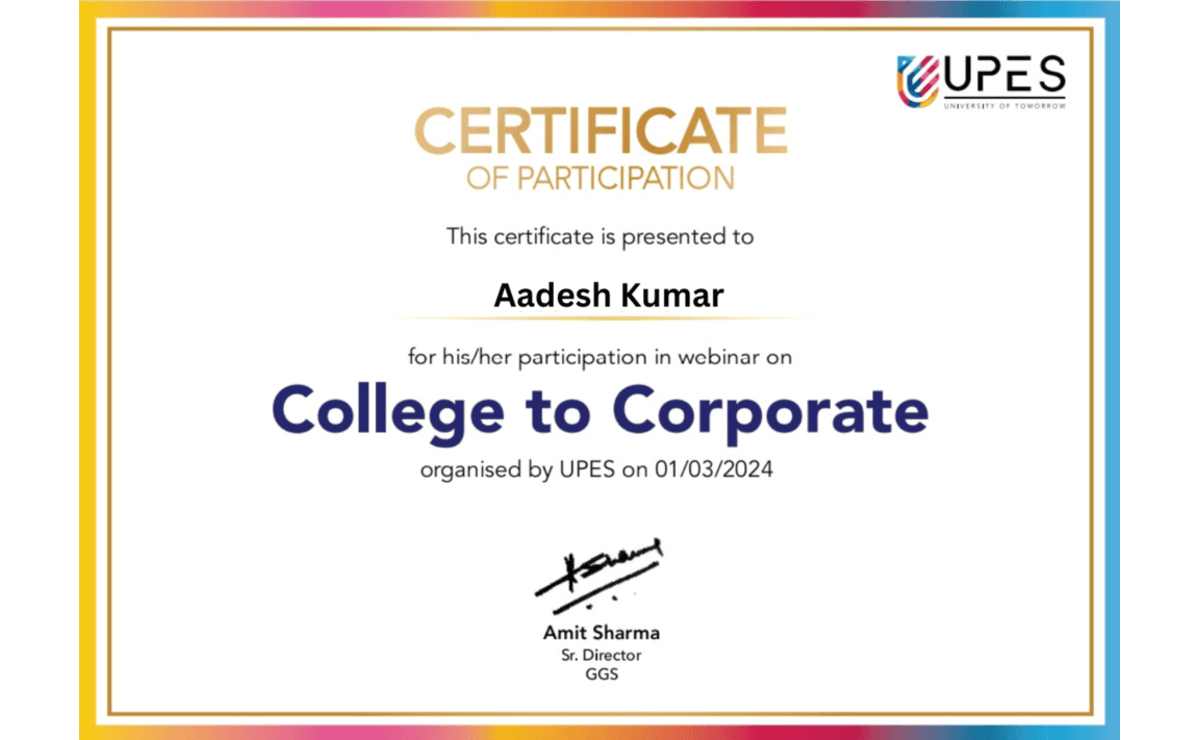 UPES
UNIVERSITY OF TOMORROW
CERTIFICATE
OF PARTICIPATION
This certificate is presented to
Aadesh Kumar
for his/her participation in webinar on
College to Corporate
organised by UPES on 01/03/2024
Amit Sharma
Sr. Director
GGS